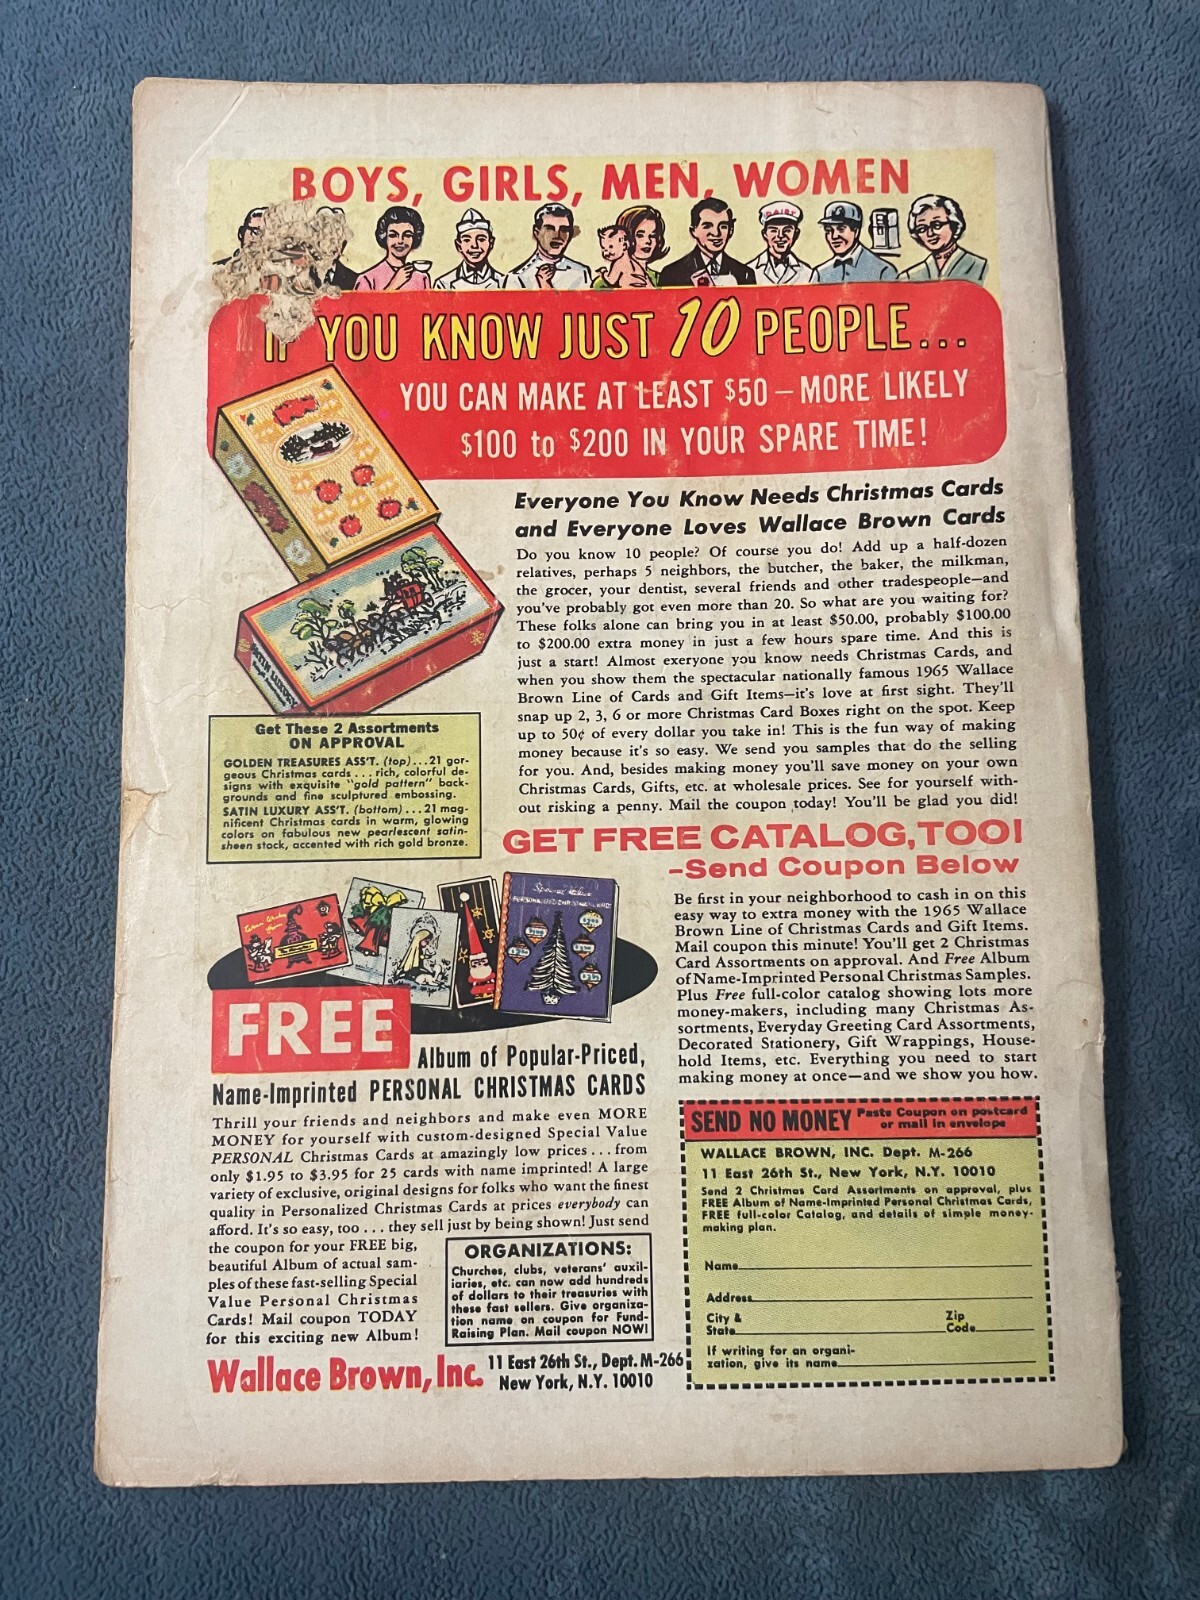 BOYS, GIRLS, MEN, WOMEN
DAIRY
IF YOU KNOW JUST 10 PEOPLE...
YOU CAN MAKE AT LEAST $50 – MORE LIKELY
$100 to $200 IN YOUR SPARE TIME!
Everyone You Know Needs Christmas Cards
and Everyone Loves Wallace Brown Cards
Do you know 10 people? Of course you do! Add up a half-dozen
relatives, perhaps 5 neighbors, the butcher, the baker, the milkman,
the grocer, your dentist, several friends and other tradespeople—and
you've probably got even more than 20. So what are you waiting for?
These folks alone can bring you in at least $50.00, probably $100.00
to $200.00 extra money in just a few hours spare time. And this is
just a start! Almost exeryone you know needs Christmas Cards, and
when you show them the spectacular nationally famous 1965 Wallace
Brown Line of Cards and Gift Items—it's love at first sight. They'll
snap up 2, 3, 6 or more Christmas Card Boxes right on the spot. Keep
up to 50¢ of every dollar you take in! This is the fun way of making
money because it's so easy. We send you samples that do the selling
for you. And, besides making money you'll save money on your own
Christmas Cards, Gifts, etc. at wholesale prices. See for yourself with-
out risking a penny. Mail the coupon today! You'll be glad you did!
SATIN LUXURY
Get These 2 Assortments
ON APPROVAL
GOLDEN TREASURES ASS'T. (top)...21 gor-
geous Christmas cards...rich, colorful de-
signs with exquisite "gold pattern" back-
grounds and fine sculptured embossing.
SATIN LUXURY ASS'T. (bottom)...21 mag-
nificent Christmas cards in warm, glowing
colors on fabulous new pearlescent satin-
sheen stock, accented with rich gold bronze.
GET FREE CATALOG, TOO!
–Send Coupon Below
Be first in your neighborhood to cash in on this
easy way to extra money with the 1965 Wallace
Brown Line of Christmas Cards and Gift Items.
Mail coupon this minute! You'll get 2 Christmas
Card Assortments on approval. And Free Album
of Name-Imprinted Personal Christmas Samples.
Plus Free full-color catalog showing lots more
money-makers, including many Christmas As-
sortments, Everyday Greeting Card Assortments,
Decorated Stationery, Gift Wrappings, House-
hold Items, etc. Everything you need to start
making money at once—and we show you how.
Special Value
PERSONALIZED CHRISTMAS CARDS
FREE
Album of Popular-Priced,
Name-Imprinted PERSONAL CHRISTMAS CARDS
Thrill your friends and neighbors and make even MORE
MONEY for yourself with custom-designed Special Value
PERSONAL Christmas Cards at amazingly low prices...from
only $1.95 to $3.95 for 25 cards with name imprinted! A large
variety of exclusive, original designs for folks who want the finest
quality in Personalized Christmas Cards at prices everybody can
afford. It's so easy, too...they sell just by being shown! Just send
the coupon for your FREE big,
beautiful Album of actual sam-
ples of these fast-selling Special
Value Personal Christmas
Cards! Mail coupon TODAY
for this exciting new Album!
ORGANIZATIONS:
Churches, clubs, veterans' auxil-
iaries, etc. can now add hundreds
of dollars to their treasuries with
these fast sellers. Give organiza-
tion name on coupon for Fund-
Raising Plan. Mail coupon NOW!
Wallace Brown, Inc. 11 East 26th St., Dept. M-266
New York, N.Y. 10010
SEND NO MONEY Paste Coupon on postcard
or mail in envelope
WALLACE BROWN, INC. Dept. M-266
11 East 26th St., New York, N.Y. 10010
Send 2 Christmas Card Assortments on approval, plus
FREE Album of Name-Imprinted Personal Christmas Cards,
FREE full-color Catalog, and details of simple money-
making plan.
Name
Address
City & State Zip Code
If writing for an organi-
zation, give its name